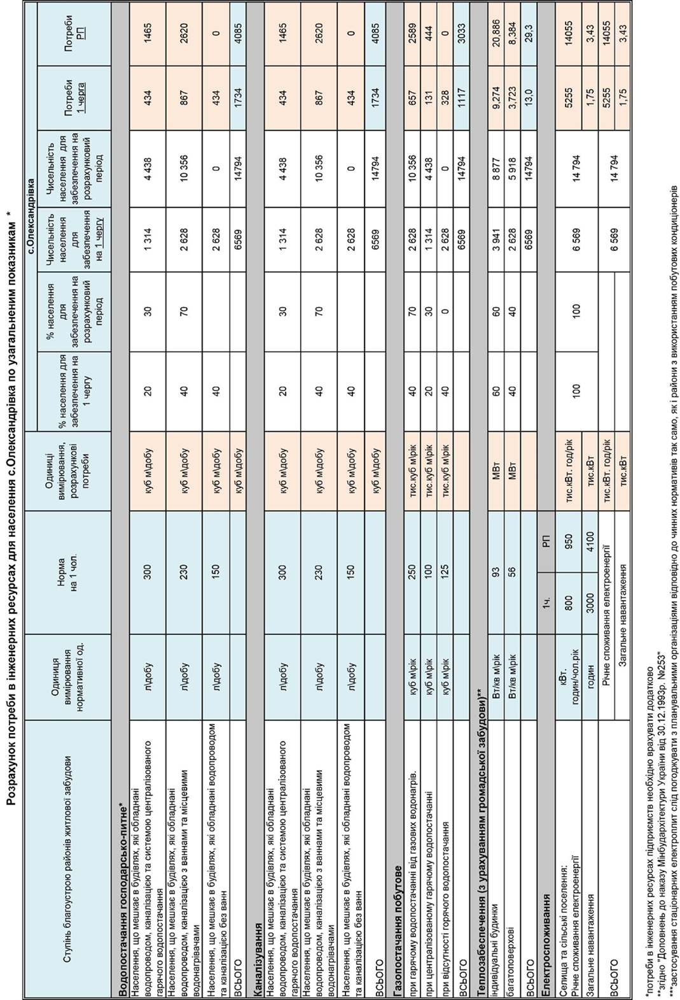 Розрахунок потреби в інженерних ресурсах для населення с.Олександрівка по узагальненим показникам *
Ступінь благоустрою районів житлової забудови
Одиниця
вимірювання
нормативної од.
Норма
на 1 чол.
Одиниці
вимірювання,
розрахункові
потреби
с.Олександрівка
% населення для
забезпечення на
1 чергу
% населення
для
забезпечення на
розрахунковий
період
Чисельність
населення
для
забезпечення
на 1 чергу
Чисельність
населення для
забезпечення на
розрахунковий
період
Потреби
1 черга
Потреби
РП
Водопостачання господарсько-питне*
Населення, що мешкає в будівлях, які обладнані
водопроводом, каналізацією та системою централізованого
гарячого водопостачання
л\добу 300 куб м\добу 20 30 1 314 4 438 434 1465
Населення, що мешкає в будівлях, які обладнані
водопроводом, каналізацією з ваннами та місцевими
водонагрівачами
л\добу 230 куб м\добу 40 70 2 628 10 356 867 2620
Населення, що мешкає в будівлях, які обладнані водопроводом
та каналізацією без ванн
л\добу 150 куб м\добу 40 2 628 0 434 0
ВСЬОГО куб м\добу 6569 14794 1734 4085
Каналізування
Населення, що мешкає в будівлях, які обладнані
водопроводом, каналізацією та системою централізованого
гарячого водопостачання
л\добу 300 куб м\добу 20 30 1 314 4 438 434 1465
Населення, що мешкає в будівлях, які обладнані
водопроводом, каналізацією з ваннами та місцевими
водонагрівачами
л\добу 230 куб м\добу 40 70 2 628 10 356 867 2620
Населення, що мешкає в будівлях, які обладнані водопроводом
та каналізацією без ванн
л\добу 150 куб м\добу 40 2 628 0 434 0
ВСЬОГО куб м\добу 6569 14794 1734 4085
Газопостачання побутове
при гарячому водопостачанні від газових водонагрів. куб м\рік 250 тис.куб м\рік 40 70 2 628 10 356 657 2589
при централізованому гарячому водопостачанні куб м\рік 100 тис.куб м\рік 20 30 1 314 4 438 131 444
при відсутності горячого водопостачання куб м\рік 125 тис.куб м\рік 40 0 2 628 0 328 0
ВСЬОГО 6569 14794 1117 3033
Теплозабеспечення (з урахуванням громадської забудови)**
індивідуальні будинки Вт/кв м\рік 93 МВт 60 60 3 941 8 877 9,274 20,886
багатоповерхові Вт/кв м\рік 56 МВт 40 40 2 628 5 918 3,723 8,384
ВСЬОГО 6569 14794 13,0 29,3
Електроспоживання 1ч. РП
Селища та сільські поселення:
Річне споживання електроенергії
кВт.
годин/чол.рік
800 950 тис.кВт. год/рік 100 100 6 569 14 794 5255 14055
Загальне навантаження годин 3000 4100 тис.кВт 1,75 3,43
ВСЬОГО
Річне споживання електроенергії тис.кВт. год/рік 6 569 14 794 5255 14055
Загальне навантаження тис.кВт 1,75 3,43
*потреби в інженерних ресурсах підприємств необхідно врахувати додатково
**згідно "Доповнень до наказу Мінбудархітектури України від 30.12.1993р. №253"
***застосування стаціонарних електроплит слід погоджувати з планувальними організаціями відповідно до чинних нормативів так само, як і райони з використанням побутових кондиціонерів